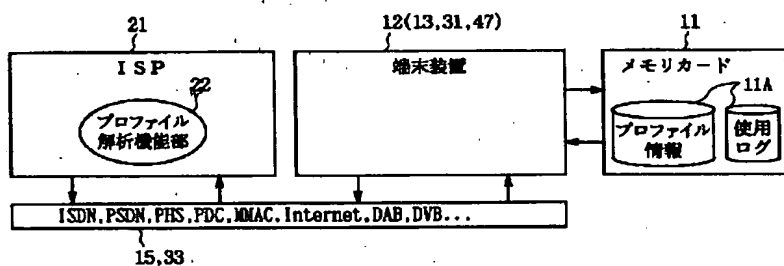 21
12(13,31,47)
11
ISP
端末装置
メモリカード
22
11A
プロファイル
解析機能部
プロファイル
情報
使用
ログ
ISDN,PSDN,PHS,PDC,MMAC.Internet,DAB,DVB...
15,33